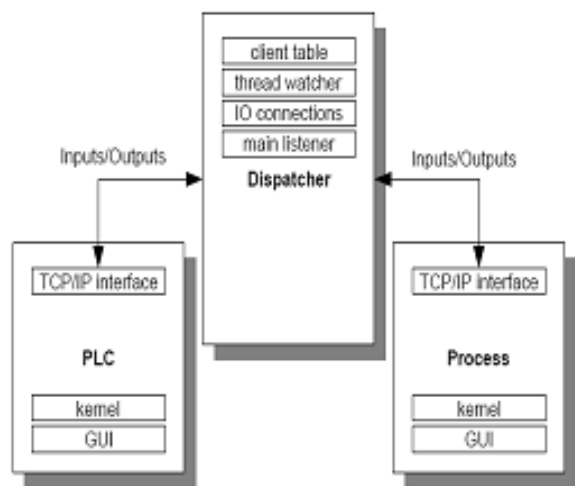 client table
thread watcher
IO connections
main listener
Dispatcher
Inputs/Outputs
Inputs/Outputs
TCP/IP interface
PLC
kernel
GUI
TCP/IP interface
Process
kernel
GUI